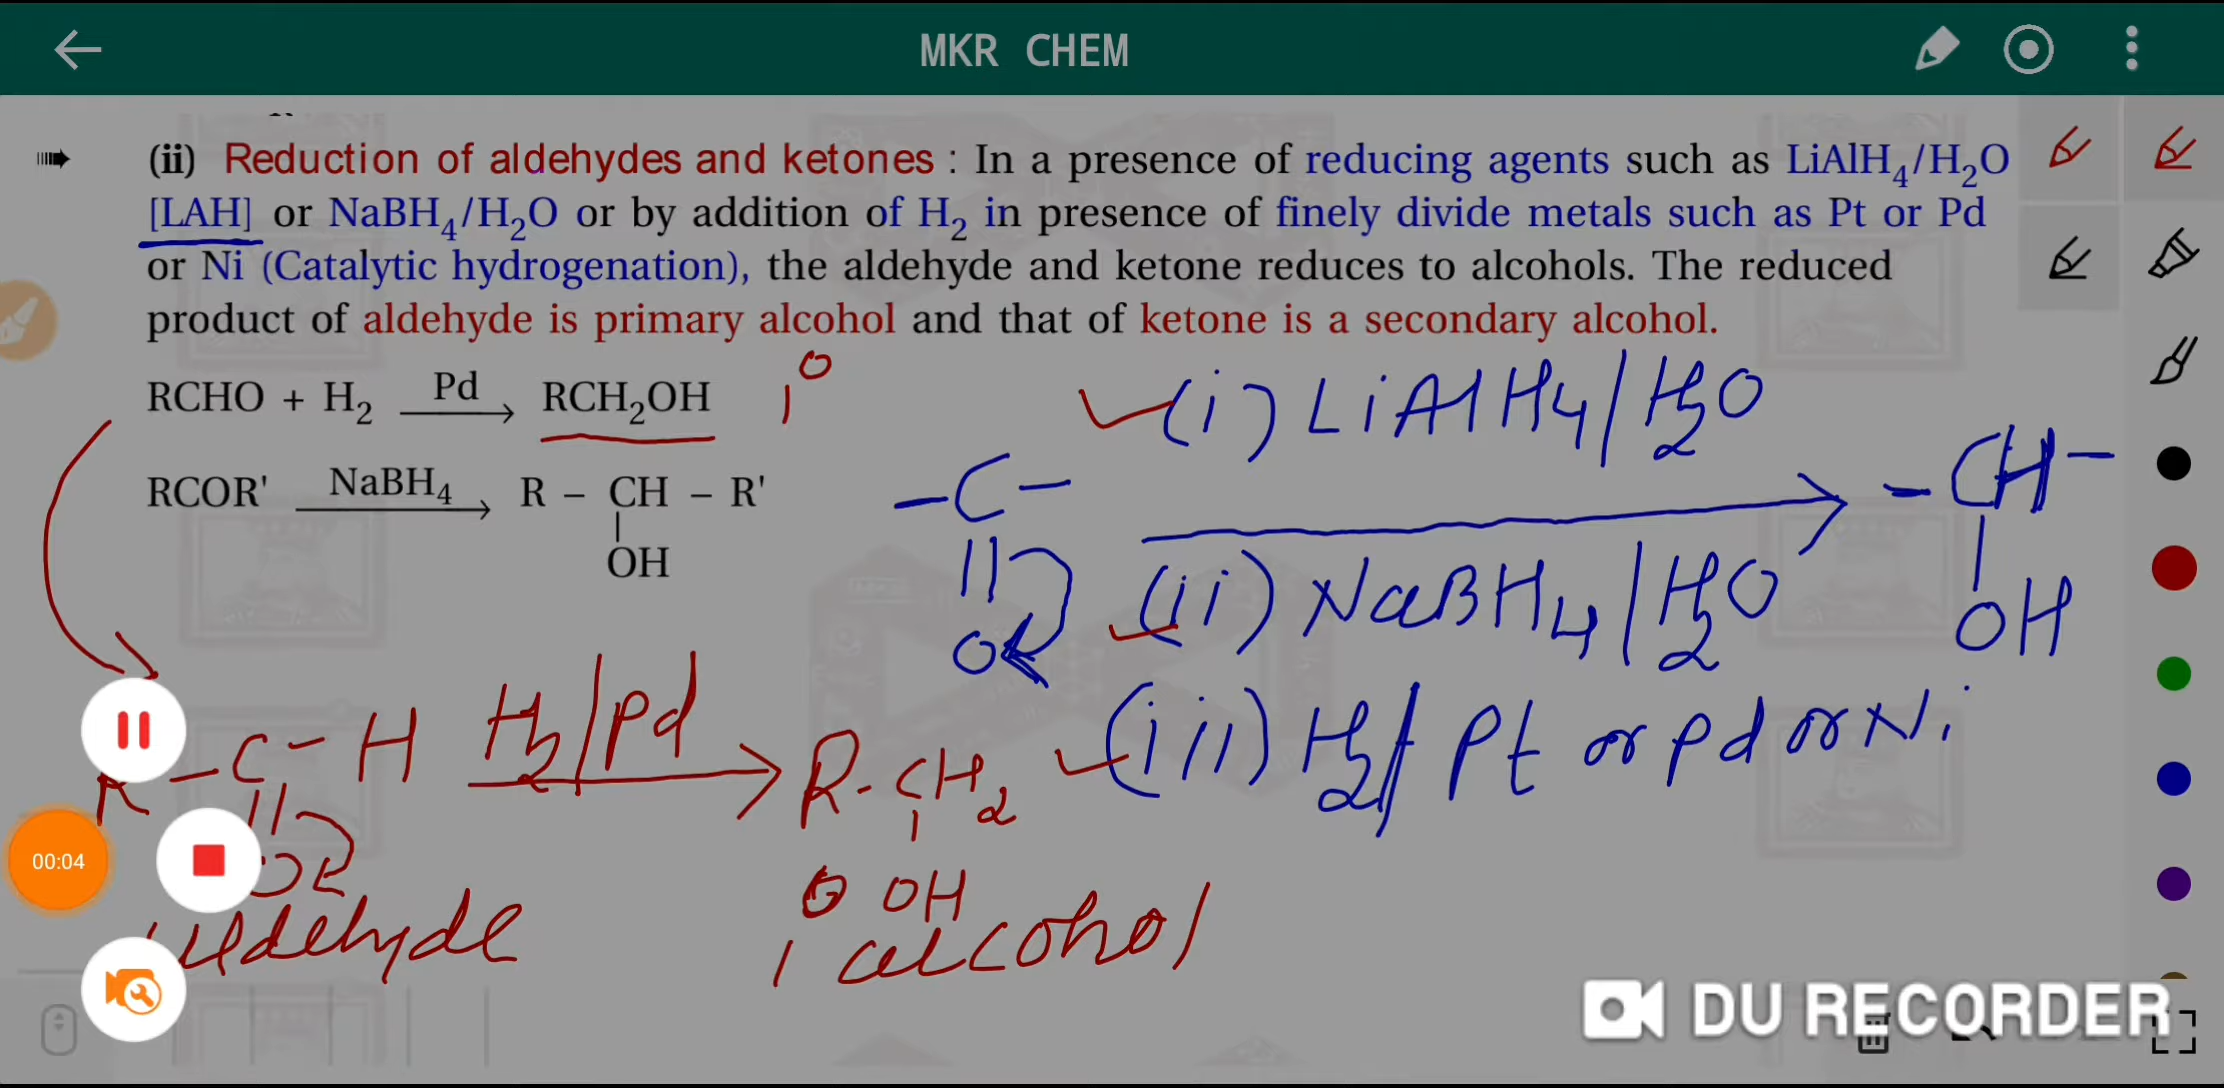 MKR CHEM
(ii) Reduction of aldehydes and ketones : In a presence of reducing agents such as LiAlH₄/H₂O
[LAH] or NaBH₄/H₂O or by addition of H₂ in presence of finely divide metals such as Pt or Pd
or Ni (Catalytic hydrogenation), the aldehyde and ketone reduces to alcohols. The reduced
product of aldehyde is primary alcohol and that of ketone is a secondary alcohol.
RCHO + H₂ Pd → RCH₂OH 1°
RCOR' NaBH₄ → R – CH – R'
|
OH
(i) LiAlH₄/H₂O
-C- → -CH-
|| |
O OH
(ii) NaBH₄/H₂O
(iii) H₂/Pt or Pd or Ni
R-C-H H₂/Pd → R-CH₂
|| |
O OH
aldehyde 1° alcohol
00:04
DU RECORDER